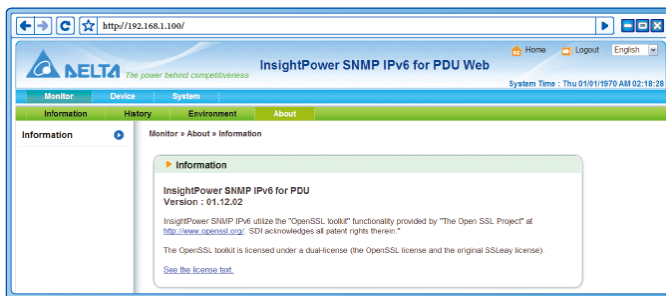 http://192.168.1.100/
Home Logout English
DELTA The power behind competitiveness
InsightPower SNMP IPv6 for PDU Web
System Time : Thu 01/01/1970 AM 02:18:28
Monitor Device System
Information History Environment About
Information
Monitor » About » Information
Information
InsightPower SNMP IPv6 for PDU
Version : 01.12.02
InsightPower SNMP IPv6 utilize the "OpenSSL toolkit" functionality provided by "The Open SSL Project" at
http://www.openssl.org/. SDI acknowledges all patent rights therein."
The OpenSSL toolkit is licensed under a dual-license (the OpenSSL license and the original SSLeay license).
See the license text.